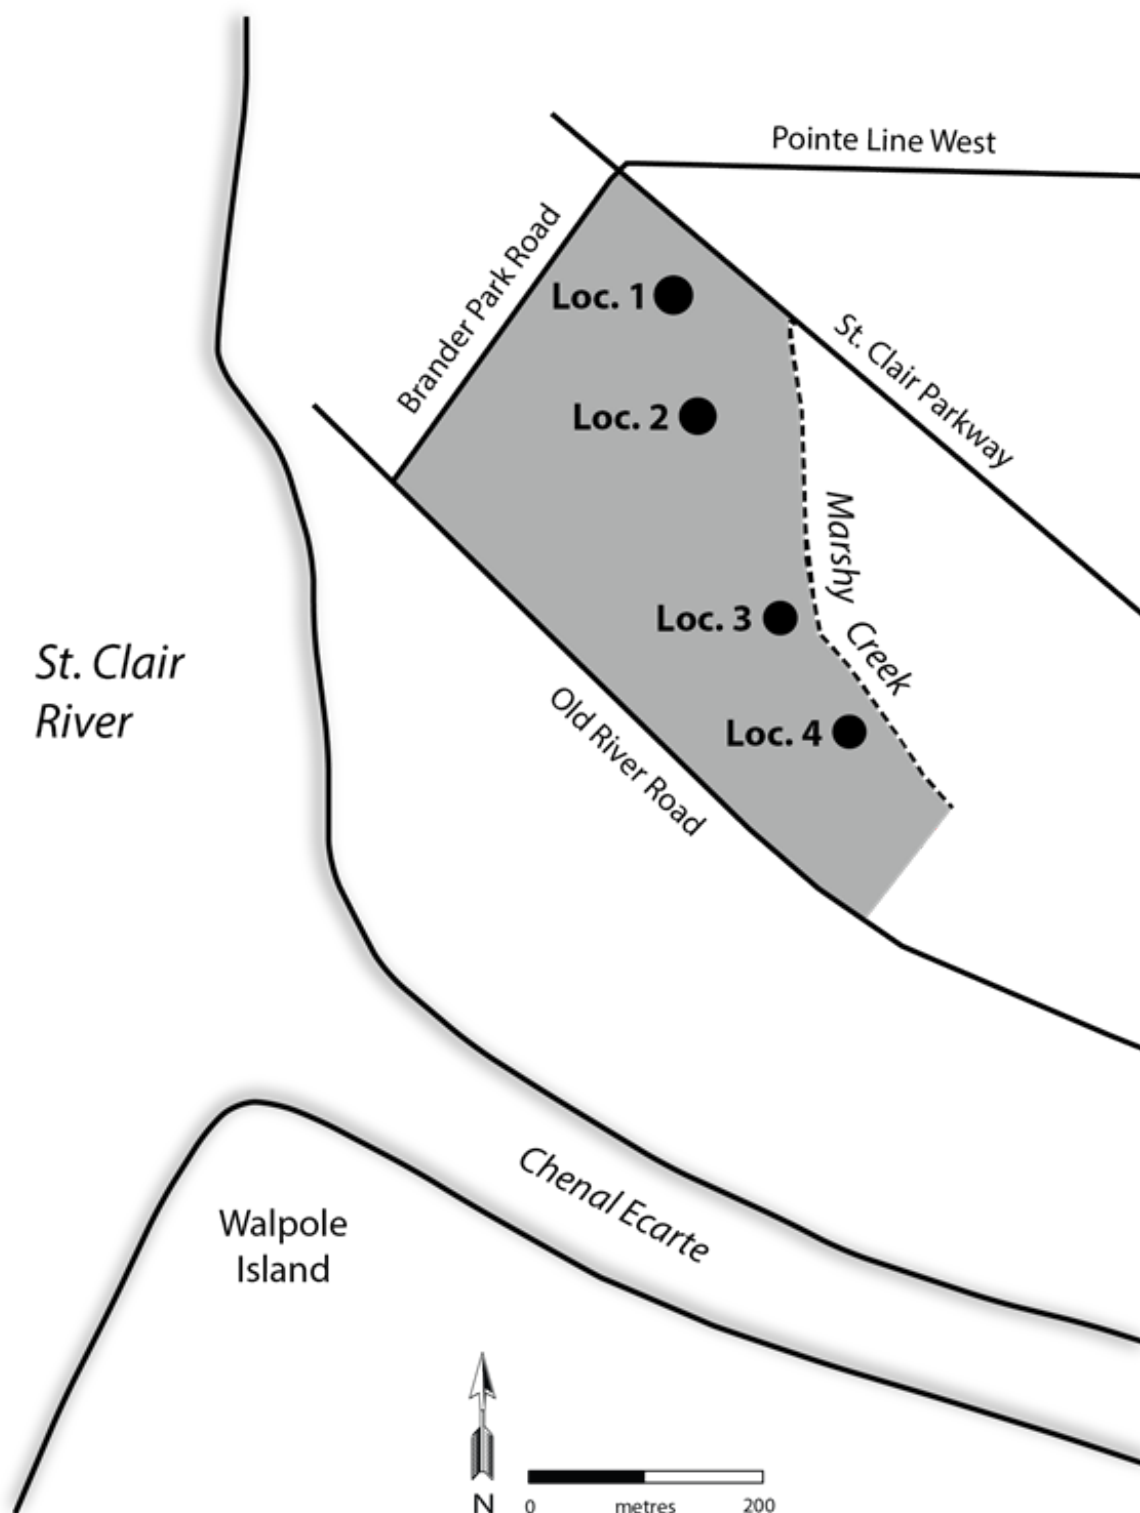 Pointe Line West
Brander Park Road
Loc. 1
St. Clair Parkway
Loc. 2
Marshy Creek
Loc. 3
St. Clair
River
Old River Road
Loc. 4
Chenal Ecarte
Walpole
Island
N
0 metres 200